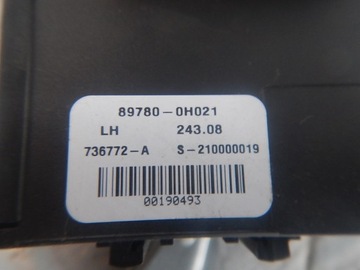 89780-0H021
LH 243.08
736772-A S-210000019
00190493